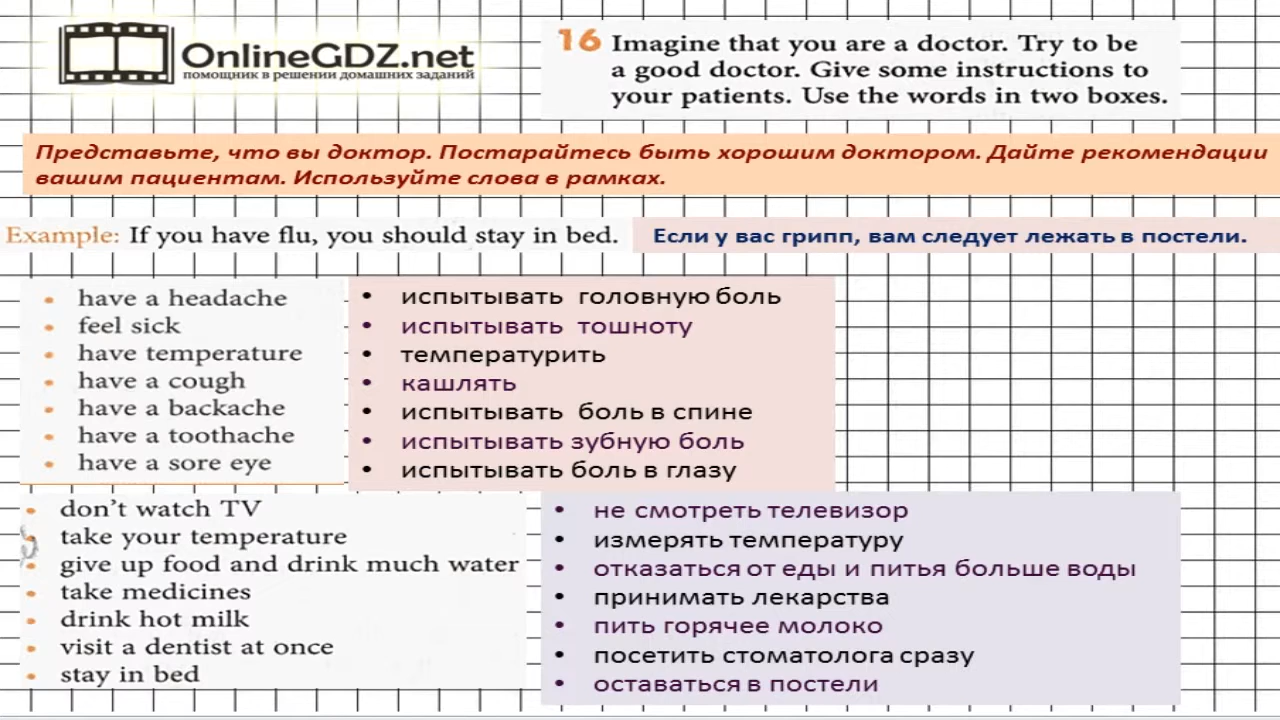 OnlineGDZ.net
помощник в решении домашних заданий
16 Imagine that you are a doctor. Try to be
a good doctor. Give some instructions to
your patients. Use the words in two boxes.
Представьте, что вы доктор. Постарайтесь быть хорошим доктором. Дайте рекомендации
вашим пациентам. Используйте слова в рамках.
Example: If you have flu, you should stay in bed.
Если у вас грипп, вам следует лежать в постели.
• have a headache
• feel sick
• have temperature
• have a cough
• have a backache
• have a toothache
• have a sore eye
• испытывать головную боль
• испытывать тошноту
• температурить
• кашлять
• испытывать боль в спине
• испытывать зубную боль
• испытывать боль в глазу
• don't watch TV
• take your temperature
• give up food and drink much water
• take medicines
• drink hot milk
• visit a dentist at once
• stay in bed
• не смотреть телевизор
• измерять температуру
• отказаться от еды и питья больше воды
• принимать лекарства
• пить горячее молоко
• посетить стоматолога сразу
• оставаться в постели